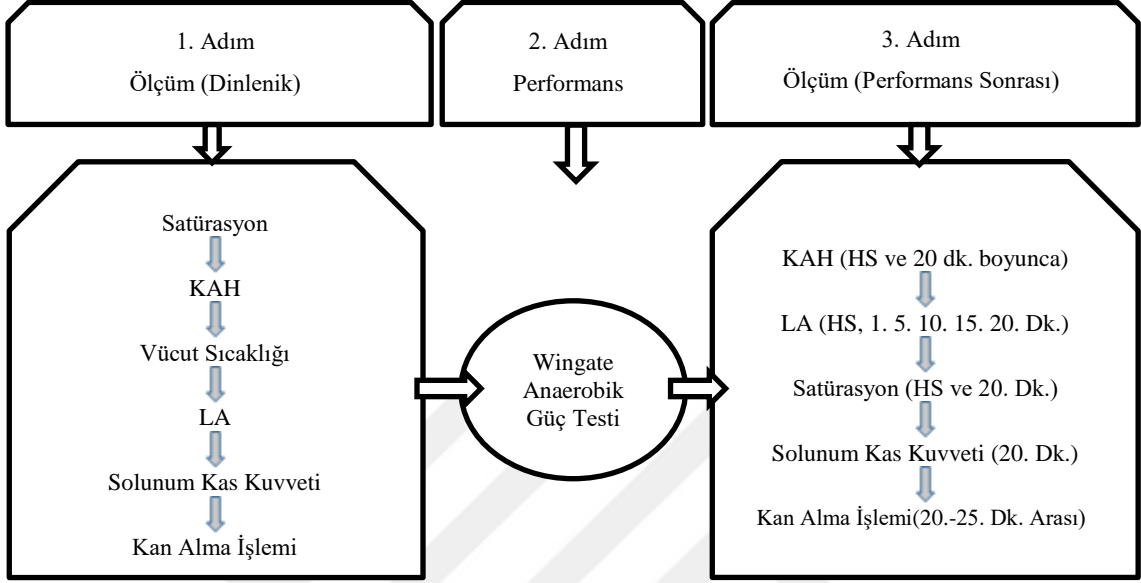 1. Adım
Ölçüm (Dinlenik)
2. Adım
Performans
3. Adım
Ölçüm (Performans Sonrası)
Satürasyon
KAH
Vücut Sıcaklığı
LA
Solunum Kas Kuvveti
Kan Alma İşlemi
Wingate
Anaerobik
Güç Testi
KAH (HS ve 20 dk. boyunca)
LA (HS, 1. 5. 10. 15. 20. Dk.)
Satürasyon (HS ve 20. Dk.)
Solunum Kas Kuvveti (20. Dk.)
Kan Alma İşlemi(20.-25. Dk. Arası)